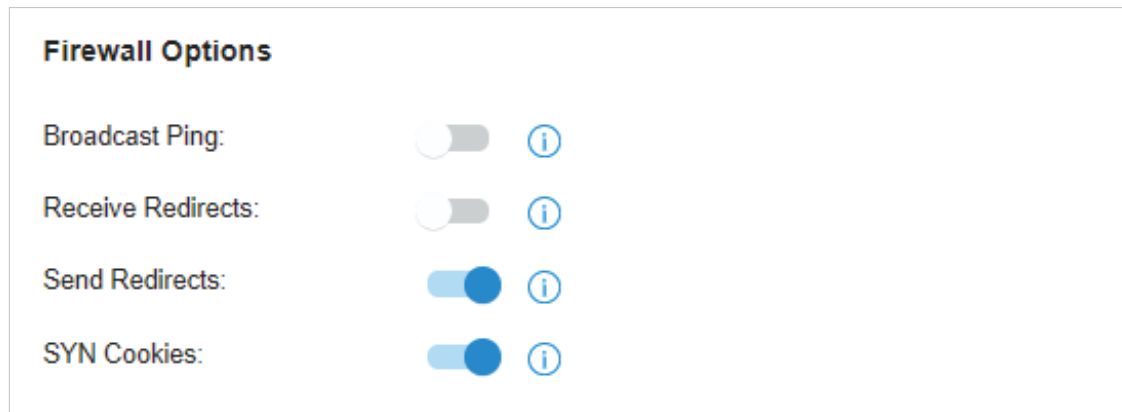 Firewall Options
Broadcast Ping:
Receive Redirects:
Send Redirects:
SYN Cookies: